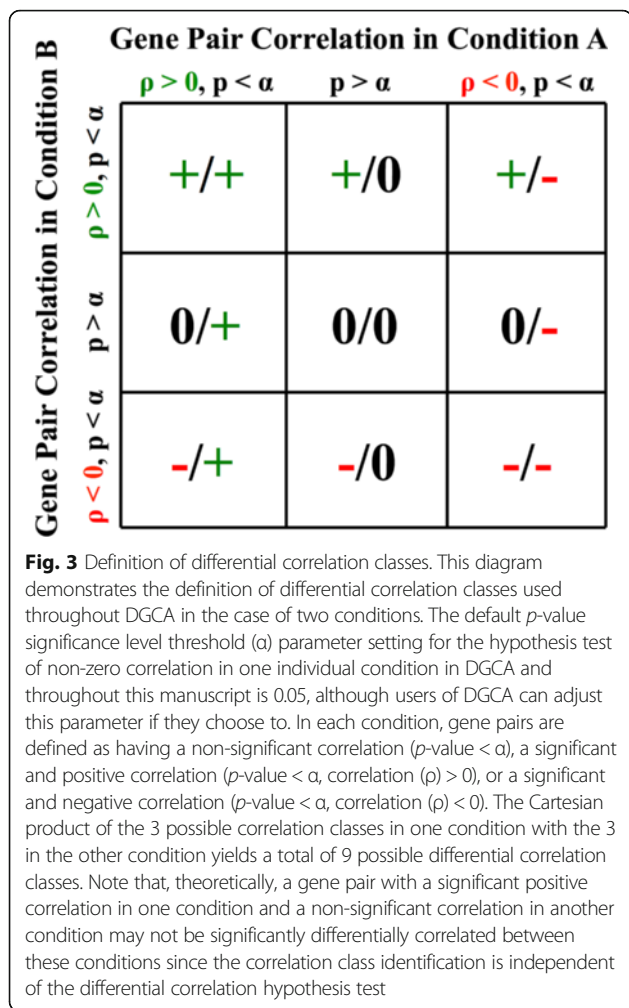 Gene Pair Correlation in Condition A
Gene Pair Correlation in Condition B
ρ > 0, p < α p > α ρ < 0, p < α
ρ > 0, p < α
+/+ +/0 +/-
p > α
0/+ 0/0 0/-
ρ < 0, p < α
-/+ -/0 -/-
Fig. 3 Definition of differential correlation classes. This diagram
demonstrates the definition of differential correlation classes used
throughout DGCA in the case of two conditions. The default p-value
significance level threshold (α) parameter setting for the hypothesis test
of non-zero correlation in one individual condition in DGCA and
throughout this manuscript is 0.05, although users of DGCA can adjust
this parameter if they choose to. In each condition, gene pairs are
defined as having a non-significant correlation (p-value < α), a significant
and positive correlation (p-value < α, correlation (ρ) > 0), or a significant
and negative correlation (p-value < α, correlation (ρ) < 0). The Cartesian
product of the 3 possible correlation classes in one condition with the 3
in the other condition yields a total of 9 possible differential correlation
classes. Note that, theoretically, a gene pair with a significant positive
correlation in one condition and a non-significant correlation in another
condition may not be significantly differentially correlated between
these conditions since the correlation class identification is independent
of the differential correlation hypothesis test